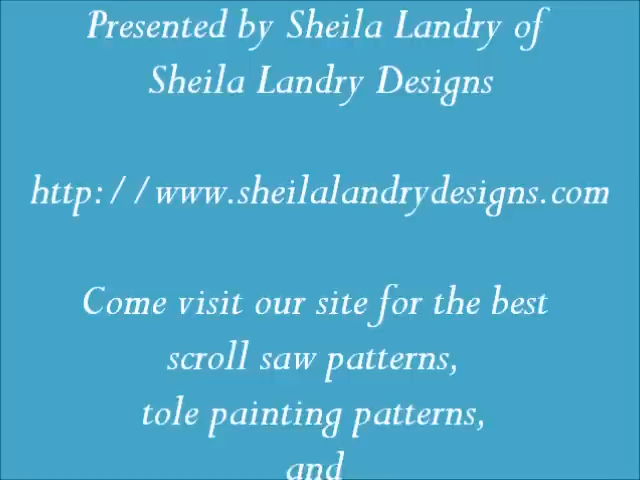 Presented by Sheila Landry of
Sheila Landry Designs
http://www.sheilalandrydesigns.com
Come visit our site for the best
scroll saw patterns,
tole painting patterns,
and